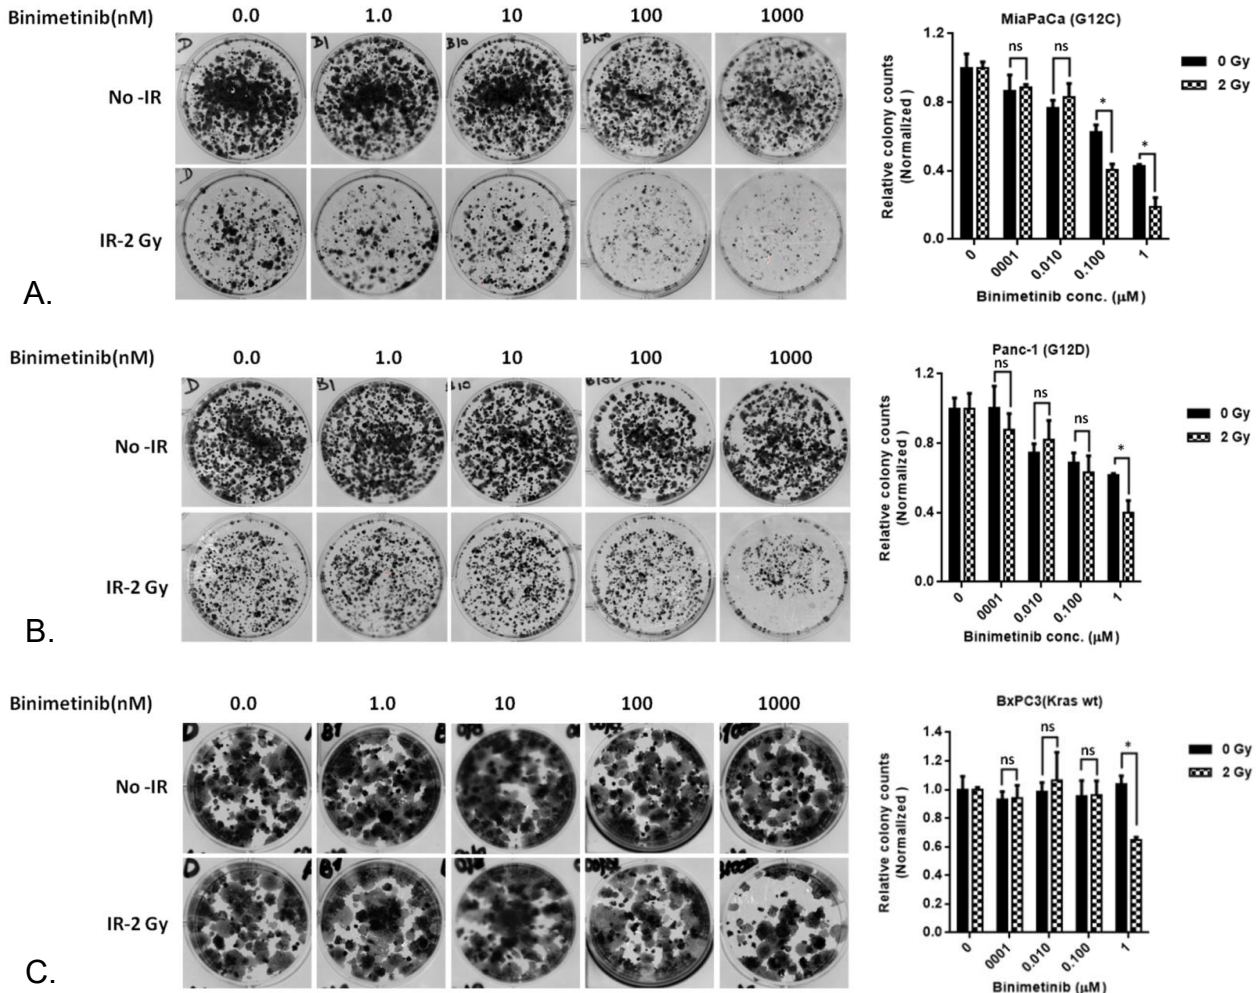 Binimetinib(nM) 0.0 1.0 10 100 1000
D B1 B10 B100
No -IR
D
IR-2 Gy
A.
MiaPaCa (G12C)
1.2
0.8
0.4
0.0
Relative colony counts
(Normalized )
ns ns * *
0 Gy
2 Gy
0 0001 0.010 0.100 1
Binimetinib conc. (µM)
Binimetinib(nM) 0.0 1.0 10 100 1000
D B1 B100
No -IR
IR-2 Gy
B.
Panc-1 (G12D)
1.2
0.8
0.4
0.0
Relative colony counts
(Normalized )
ns ns ns *
0 Gy
2 Gy
0 0001 0.010 0.100 1
Binimetinib conc. (µM)
Binimetinib(nM) 0.0 1.0 10 100 1000
D B1
No -IR
D B1
IR-2 Gy
C.
BxPC3(Kras wt)
1.4
1.2
1.0
0.8
0.6
0.4
0.2
0.0
Relative colony counts
(Normalized )
ns ns ns *
0 Gy
2 Gy
0 0001 0.010 0.100 1
Binimetinib (µM)